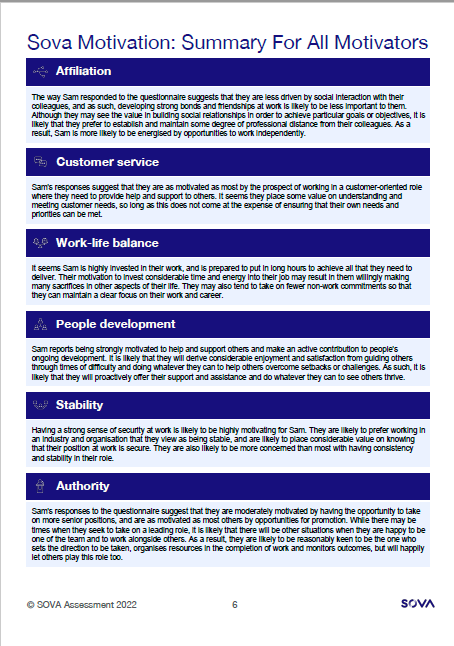 Sova Motivation: Summary For All Motivators
Affiliation
The way Sam responded to the questionnaire suggests that they are less driven by social interaction with their
colleagues, and as such, developing strong bonds and friendships at work is likely to be less important to them.
Although they may see the value in building social relationships in order to achieve particular goals or objectives, it is
likely that they prefer to establish and maintain some degree of professional distance from their colleagues. As a
result, Sam is more likely to be energised by opportunities to work independently.
Customer service
Sam's responses suggest that they are as motivated as most by the prospect of working in a customer-oriented role
where they need to provide help and support to others. It seems they place some value on understanding and
meeting customer needs, so long as this does not come at the expense of ensuring that their own needs and
priorities can be met.
Work-life balance
It seems Sam is highly invested in their work, and is prepared to put in long hours to achieve all that they need to
deliver. Their motivation to invest considerable time and energy into their job may result in them willingly making
many sacrifices in other aspects of their life. They may also tend to take on fewer non-work commitments so that
they can maintain a clear focus on their work and career.
People development
Sam reports being strongly motivated to help and support others and make an active contribution to people's
ongoing development. It is likely that they will derive considerable enjoyment and satisfaction from guiding others
through times of difficulty and doing whatever they can to help others overcome setbacks or challenges. As such, it is
likely that they will proactively offer their support and assistance and do whatever they can to see others thrive.
Stability
Having a strong sense of security at work is likely to be highly motivating for Sam. They are likely to prefer working in
an industry and organisation that they view as being stable, and are likely to place considerable value on knowing
that their position at work is secure. They are also likely to be more concerned than most with having consistency
and stability in their role.
Authority
Sam's responses to the questionnaire suggest that they are moderately motivated by having the opportunity to take
on more senior positions, and are as motivated as most others by opportunities for promotion. While there may be
times when they seek to take on a leading role, it is likely that there will be other situations when they are happy to be
one of the team and to work alongside others. As a result, they are likely to be reasonably keen to be the one who
sets the direction to be taken, organises resources in the completion of work and monitors outcomes, but will happily
let others play this role too.
© SOVA Assessment 2022
6
SOVA